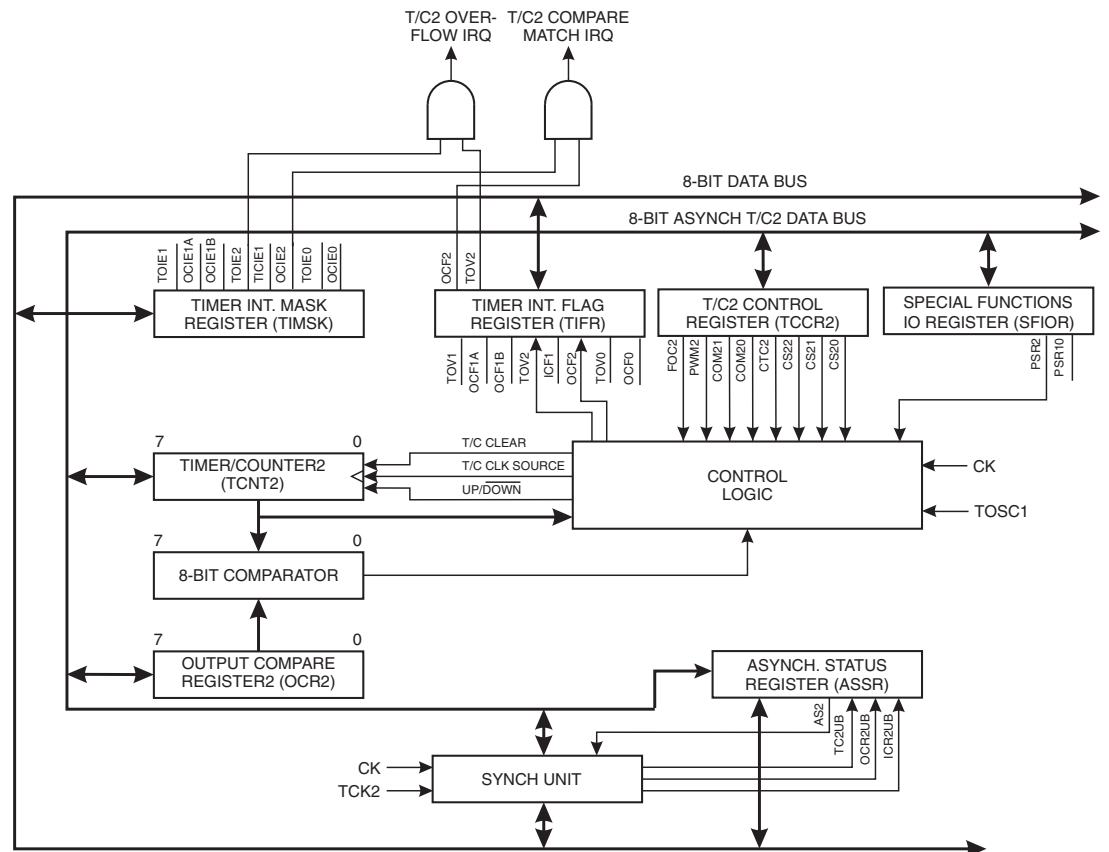 T/C2 OVER-
FLOW IRQ
T/C2 COMPARE
MATCH IRQ
8-BIT DATA BUS
8-BIT ASYNCH T/C2 DATA BUS
TOIE1
OCIE1A
OCIE1B
TOIE2
TICIE1
OCIE2
TOIE0
OCIE0
OCF2
TOV2
TIMER INT. MASK
REGISTER (TIMSK)
TIMER INT. FLAG
REGISTER (TIFR)
T/C2 CONTROL
REGISTER (TCCR2)
SPECIAL FUNCTIONS
IO REGISTER (SFIOR)
TOV1
OCF1A
OCF1B
TOV2
ICF1
OCF2
TOV0
OCF0
FOC2
PWM2
COM21
COM20
CTC2
CS22
CS21
CS20
PSR2
PSR10
7 0
TIMER/COUNTER2
(TCNT2)
T/C CLEAR
T/C CLK SOURCE
UP/DOWN
CONTROL
LOGIC
CK
TOSC1
7 0
8-BIT COMPARATOR
7 0
OUTPUT COMPARE
REGISTER2 (OCR2)
ASYNCH. STATUS
REGISTER (ASSR)
AS2
TC2UB
OCR2UB
ICR2UB
CK
TCK2
SYNCH UNIT